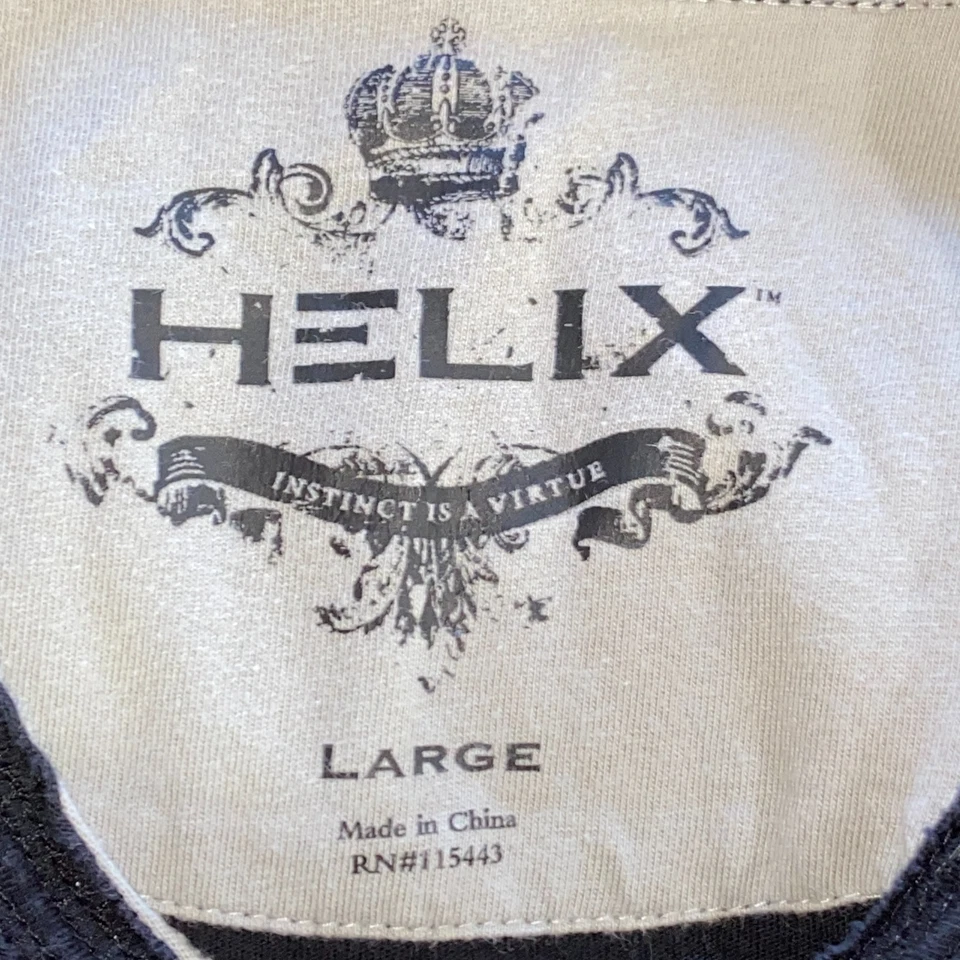 HELIX™
INSTINCT IS A VIRTUE
LARGE
Made in China
RN#115443